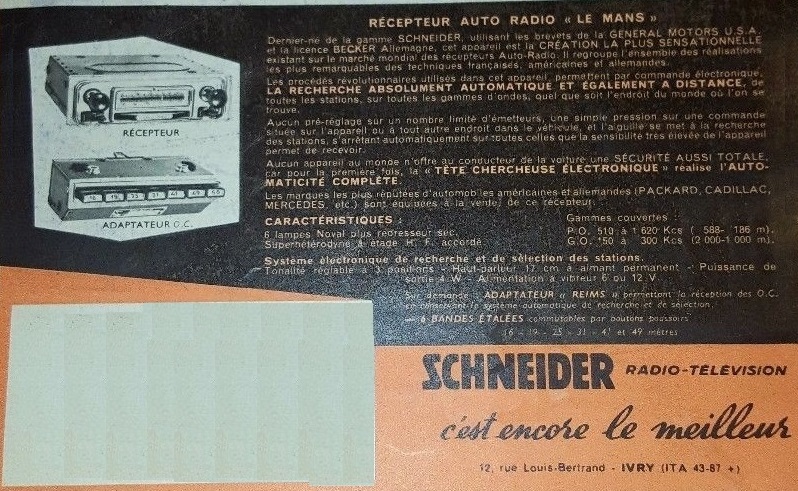 RÉCEPTEUR AUTO RADIO « LE MANS »
Dernier-né de la gamme SCHNEIDER, utilisant les brevets de la GENERAL MOTORS U.S.A.
et la licence BECKER Allemagne, cet appareil est la CRÉATION LA PLUS SENSATIONNELLE
existant sur le marché mondial des récepteurs Auto-Radio. Il regroupe l'ensemble des réalisations
les plus remarquables des techniques françaises, américaines et allemandes.
Les procédés révolutionnaires utilisés dans cet appareil, permettent par commande électronique,
LA RECHERCHE ABSOLUMENT AUTOMATIQUE ET ÉGALEMENT A DISTANCE, de
toutes les stations, sur toutes les gammes d'ondes, quel que soit l'endroit du monde où l'on se
trouve.
Aucun pré-réglage sur un nombre limité d'émetteurs, une simple pression sur une commande
située sur l'appareil ou à tout autre endroit dans le véhicule, et l'aiguille se met à la recherche
des stations, s'arrêtant automatiquement sur toutes celles que la sensibilité très élevée de l'appareil
permet de recevoir.
Aucun appareil au monde n'offre au conducteur de la voiture une SÉCURITÉ AUSSI TOTALE,
car pour la première fois, la « TÊTE CHERCHEUSE ÉLECTRONIQUE » réalise l'AUTO-
MATICITÉ COMPLÈTE.
Les marques les plus réputées d'automobiles américaines et allemandes (PACKARD, CADILLAC,
MERCEDES, etc.) sont équipées à la vente, de ce récepteur.
CARACTÉRISTIQUES :
6 lampes Noval plus redresseur sec.
Superhétérodyne à étage H. F. accordé
Gammes couvertes :
P.O. 510 à 1 620 Kcs ( 588- 186 m).
G.O. 150 à 300 Kcs (2 000-1 000 m).
Système électronique de recherche et de sélection des stations.
Tonalité réglable à 3 positions - Haut-parleur 17 cm à aimant permanent - Puissance de
sortie 4 W - Alimentation à vibreur 6 ou 12 V.
Sur demande : ADAPTATEUR « REIMS » permettant la réception des O.C.
en conservant le système automatique de recherche et de sélection.
— 6 BANDES ÉTALÉES commutables par boutons poussoirs
16 - 19 - 25 - 31 - 41 et 49 mètres
RÉCEPTEUR
16 19 25 31 41 49
ADAPTATEUR O.C.
SCHNEIDER RADIO-TÉLÉVISION
c'est encore le meilleur
12, rue Louis-Bertrand - IVRY (ITA 43-87 +)